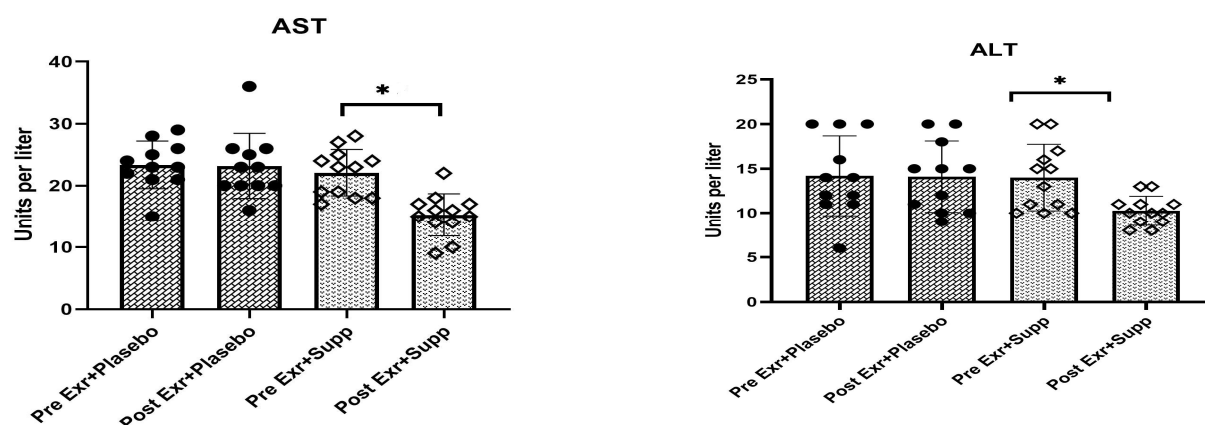 AST
40
30
20
10
0
Units per liter
*
Pre Exr+Plasebo
Post Exr+Plasebo
Pre Exr+Supp
Post Exr+Supp
ALT
25
20
15
10
5
0
Units per liter
*
Pre Exr+Plasebo
Post Exr+Plasebo
Pre Exr+Supp
Post Exr+Supp